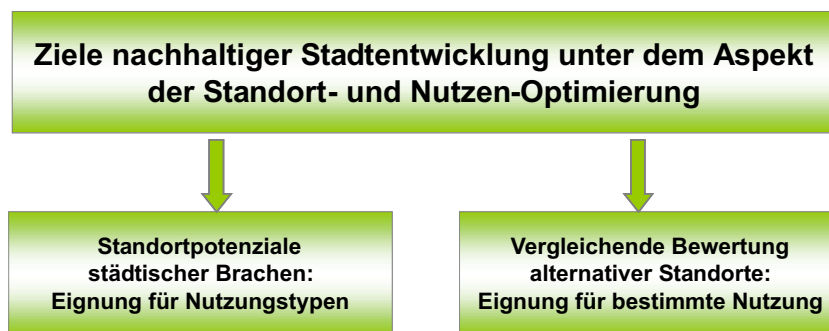 Ziele nachhaltiger Stadtentwicklung unter dem Aspekt
der Standort- und Nutzen-Optimierung
Standortpotenziale
städtischer Brachen:
Eignung für Nutzungstypen
Vergleichende Bewertung
alternativer Standorte:
Eignung für bestimmte Nutzung